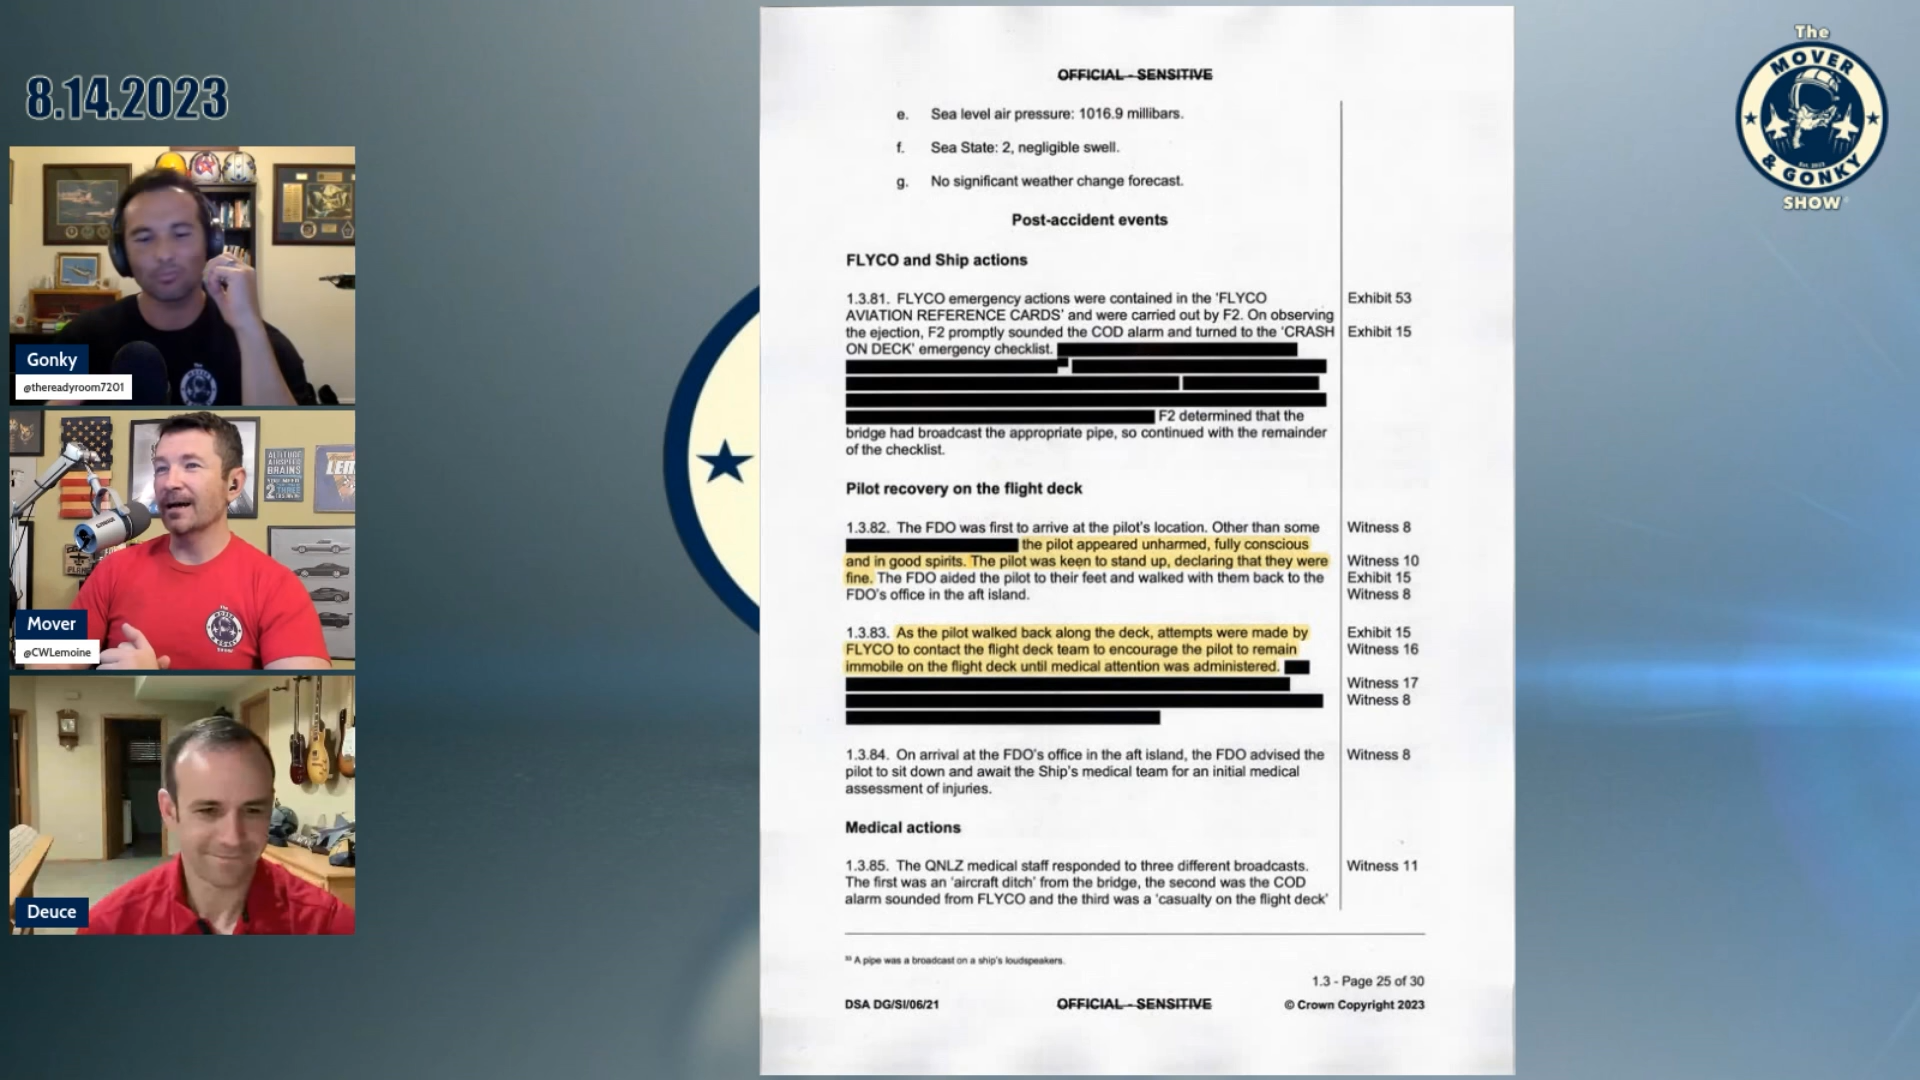 8.14.2023
Gonky
@thereadyroom7201
ALTITUDE
AIRSPEED
BRAINS
Mover
@CWLemoine
Deuce
OFFICIAL - SENSITIVE
e. Sea level air pressure: 1016.9 millibars.
f. Sea State: 2, negligible swell.
g. No significant weather change forecast.
Post-accident events
FLYCO and Ship actions
1.3.81. FLYCO emergency actions were contained in the 'FLYCO Exhibit 53
AVIATION REFERENCE CARDS' and were carried out by F2. On observing
the ejection, F2 promptly sounded the COD alarm and turned to the 'CRASH Exhibit 15
ON DECK' emergency checklist.
F2 determined that the
bridge had broadcast the appropriate pipe, so continued with the remainder
of the checklist.
Pilot recovery on the flight deck
1.3.82. The FDO was first to arrive at the pilot's location. Other than some Witness 8
the pilot appeared unharmed, fully conscious
and in good spirits. The pilot was keen to stand up, declaring that they were Witness 10
fine. The FDO aided the pilot to their feet and walked with them back to the Exhibit 15
FDO's office in the aft island. Witness 8
1.3.83. As the pilot walked back along the deck, attempts were made by Exhibit 15
FLYCO to contact the flight deck team to encourage the pilot to remain Witness 16
immobile on the flight deck until medical attention was administered.
Witness 17
Witness 8
1.3.84. On arrival at the FDO's office in the aft island, the FDO advised the Witness 8
pilot to sit down and await the Ship's medical team for an initial medical
assessment of injuries.
Medical actions
1.3.85. The QNLZ medical staff responded to three different broadcasts. Witness 11
The first was an 'aircraft ditch' from the bridge, the second was the COD
alarm sounded from FLYCO and the third was a 'casualty on the flight deck'
A pipe was a broadcast on a ship's loudspeakers.
1.3 - Page 25 of 30
DSA DG/SI/06/21 OFFICIAL - SENSITIVE © Crown Copyright 2023
The
MOVER
& GONKY
SHOW